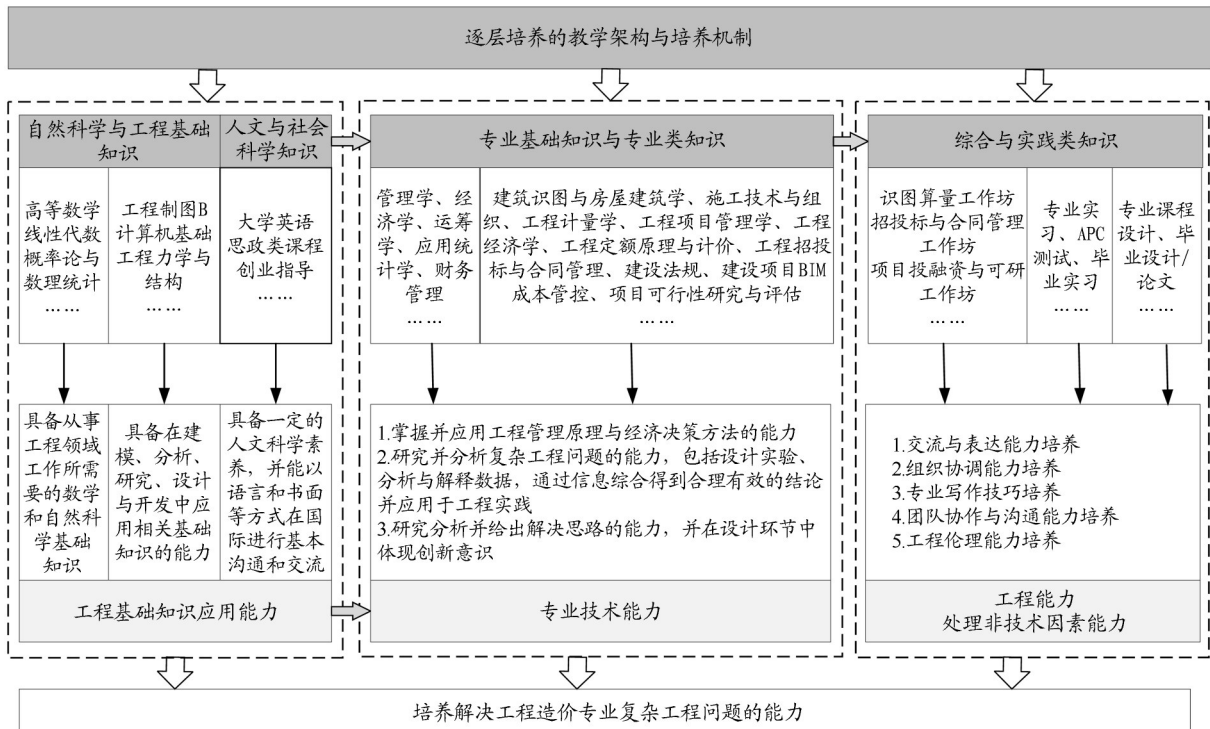 逐层培养的教学架构与培养机制
自然科学与工程基础
知识
人文与社会
科学知识
专业基础知识与专业类知识
综合与实践类知识
高等数学
线性代数
概率论与
数理统计
……
工程制图B
计算机基础
工程力学与
结构
……
大学英语
思政类课程
创业指导
……
管理学、经
济学、运筹
学、应用统
计学、财务
管理
……
建筑识图与房屋建筑学、施工技术与组
织、工程计量学、工程项目管理学、工程
经济学、工程定额原理与计价、工程招投
标与合同管理、建设法规、建设项目BIM
成本管控、项目可行性研究与评估
……
识图算量工作坊
招投标与合同管理
工作坊
项目投融资与可研
工作坊
……
专业实
习、APC
测试、毕
业实习
……
专业课程
设计、毕
业设计/
论文
……
具备从事
工程领域
工作所需
要的数学
和自然科
学基础
知识
具备在建
模、分析、
研究、设计
与开发中应
用相关基础
知识的能力
具备一定的
人文科学素
养，并能以
语言和书面
等方式在国
际进行基本
沟通和交流
1.掌握并应用工程管理原理与经济决策方法的能力
2.研究并分析复杂工程问题的能力，包括设计实验、
分析与解释数据，通过信息综合得到合理有效的结论
并应用于工程实践
3.研究分析并给出解决思路的能力，并在设计环节中
体现创新意识
1.交流与表达能力培养
2.组织协调能力培养
3.专业写作技巧培养
4.团队协作与沟通能力培养
5.工程伦理能力培养
工程基础知识应用能力
专业技术能力
工程能力
处理非技术因素能力
培养解决工程造价专业复杂工程问题的能力